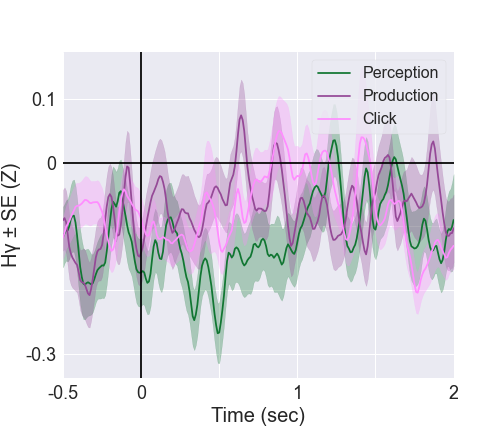 Perception
Production
Click
0.1
0
-0.3
Hγ ± SE (Z)
-0.5
0
1
2
Time (sec)